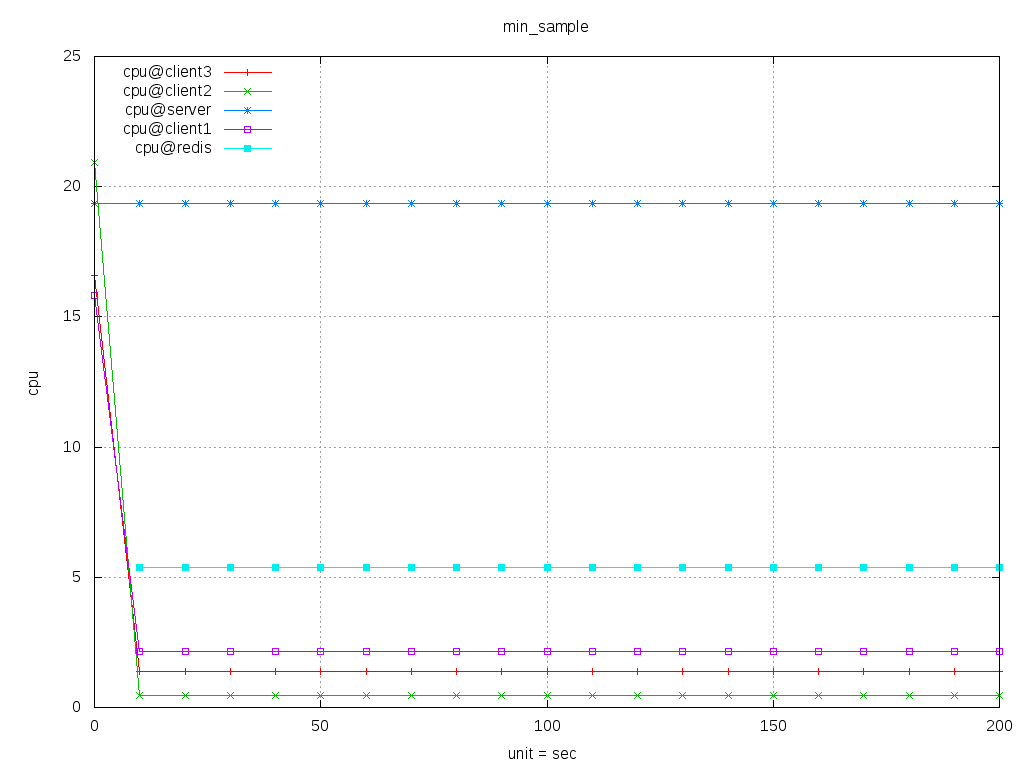 min_sample
25
20
15
10
5
0
cpu
cpu@client3
cpu@client2
cpu@server
cpu@client1
cpu@redis
0 50 100 150 200
unit = sec